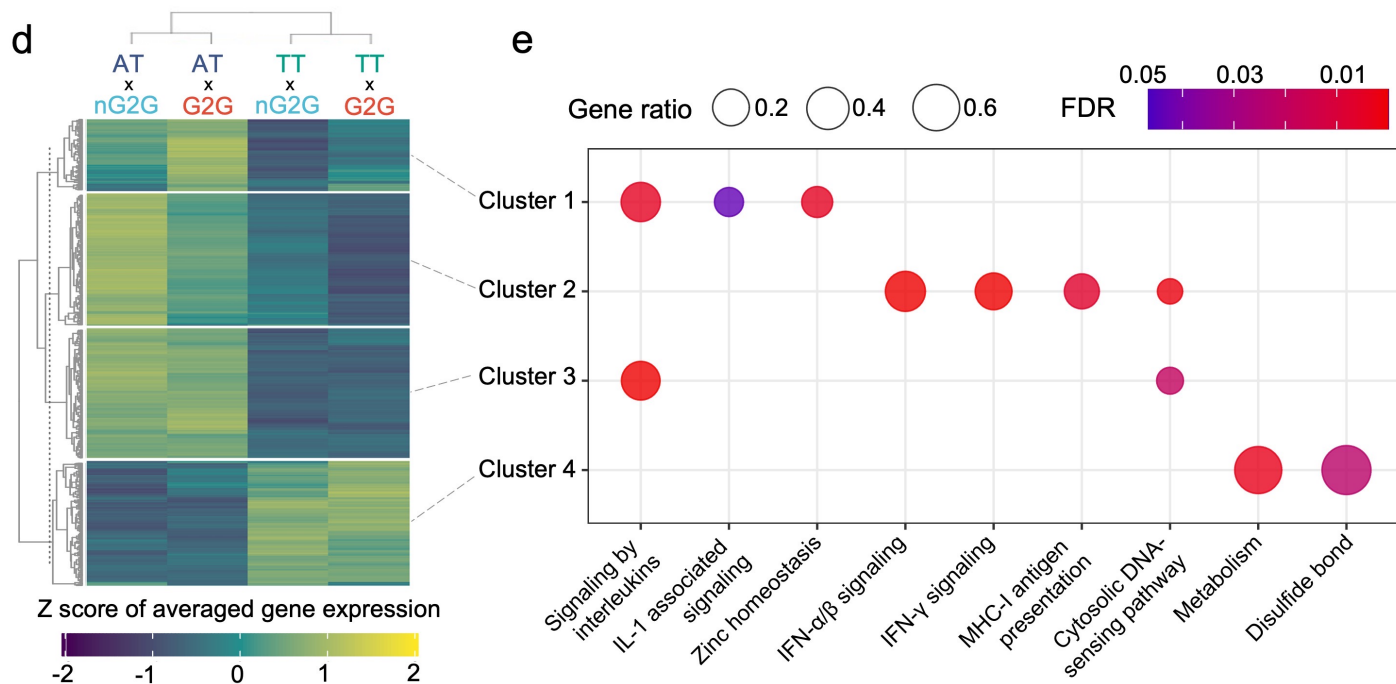 d
AT AT TT TT
x x x x
nG2G G2G nG2G G2G
Z score of averaged gene expression
-2 -1 0 1 2
e
Gene ratio 0.2 0.4 0.6
FDR 0.05 0.03 0.01
Cluster 1
Cluster 2
Cluster 3
Cluster 4
Signaling by
interleukins
IL-1 associated
signaling
Zinc homeostasis
IFN-α/β signaling
IFN-γ signaling
MHC-I antigen
presentation
Cytosolic DNA-
sensing pathway
Metabolism
Disulfide bond